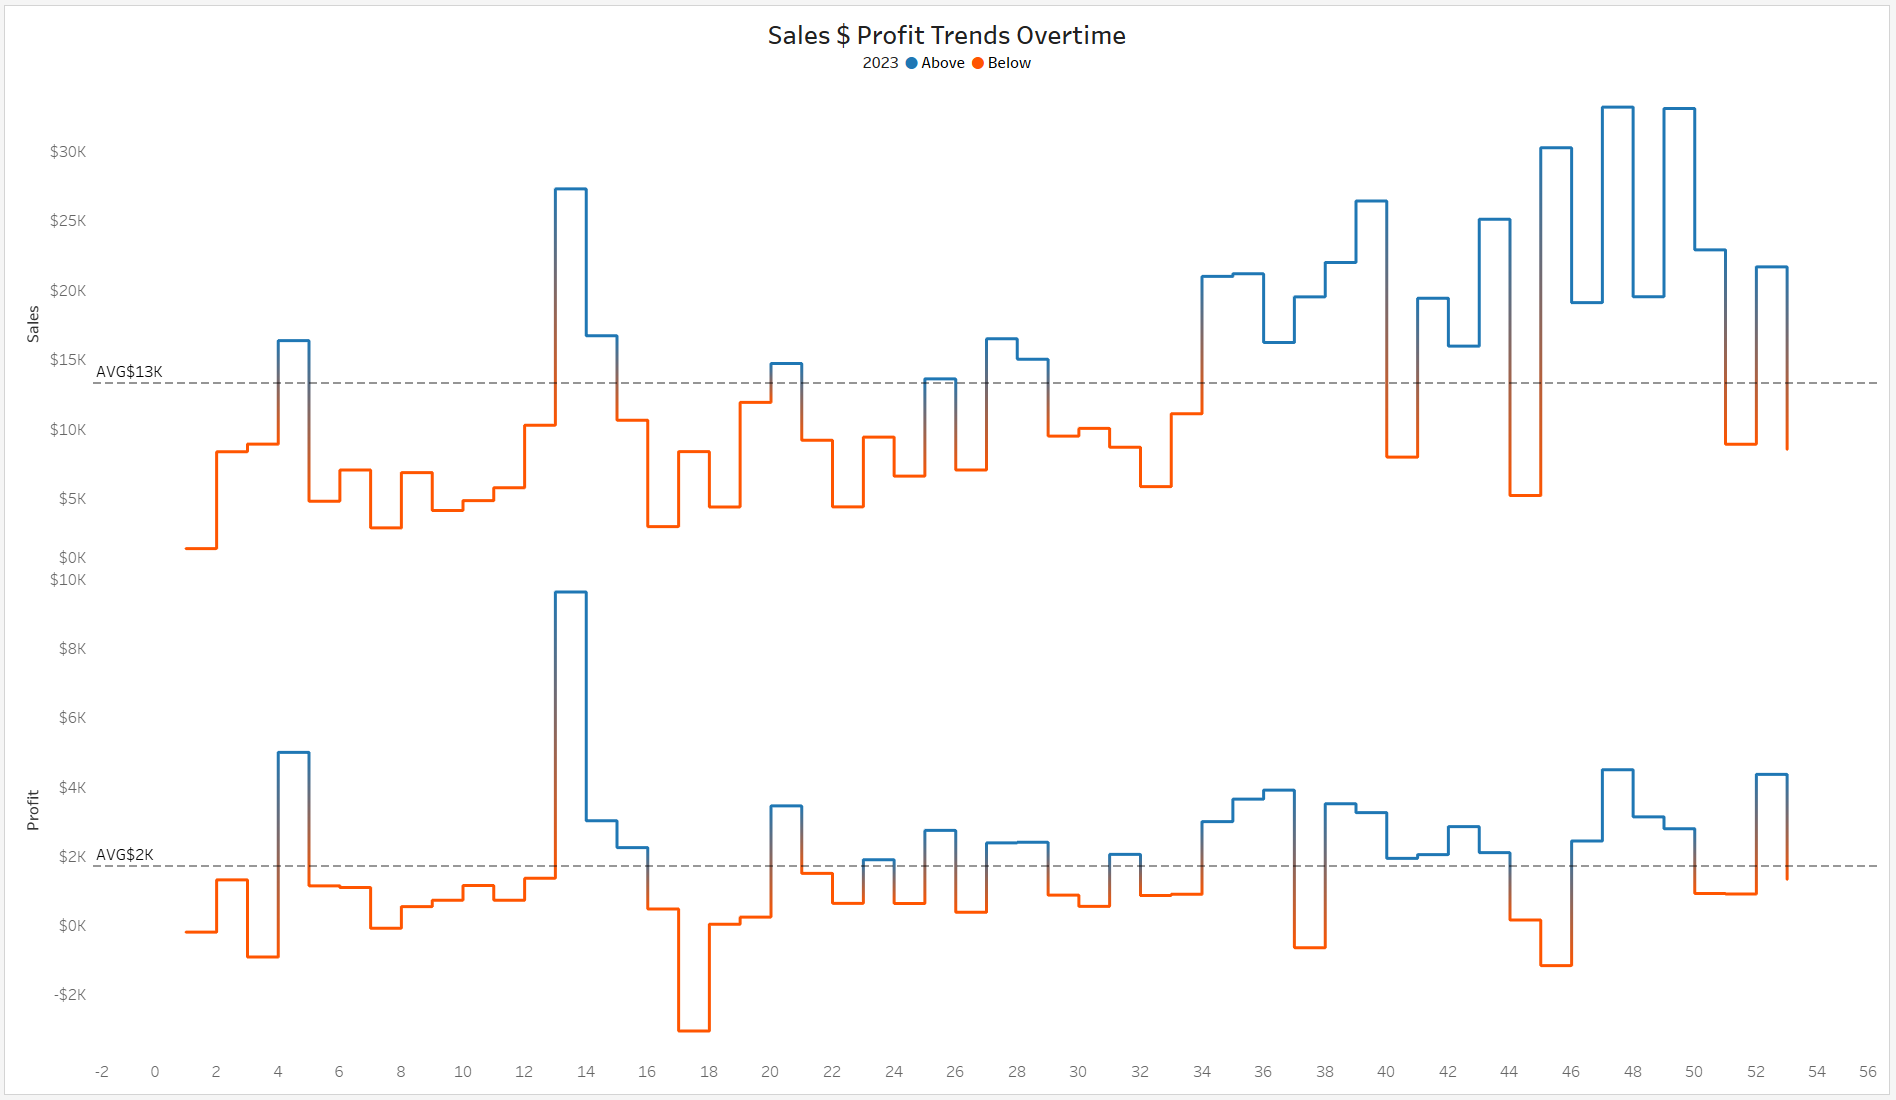 Sales $ Profit Trends Overtime
2023 Above Below
$30K
$25K
$20K
Sales
$15K
AVG$13K
$10K
$5K
$0K
$10K
$8K
$6K
$4K
Profit
$2K
AVG$2K
$0K
-$2K
-2 0 2 4 6 8 10 12 14 16 18 20 22 24 26 28 30 32 34 36 38 40 42 44 46 48 50 52 54 56